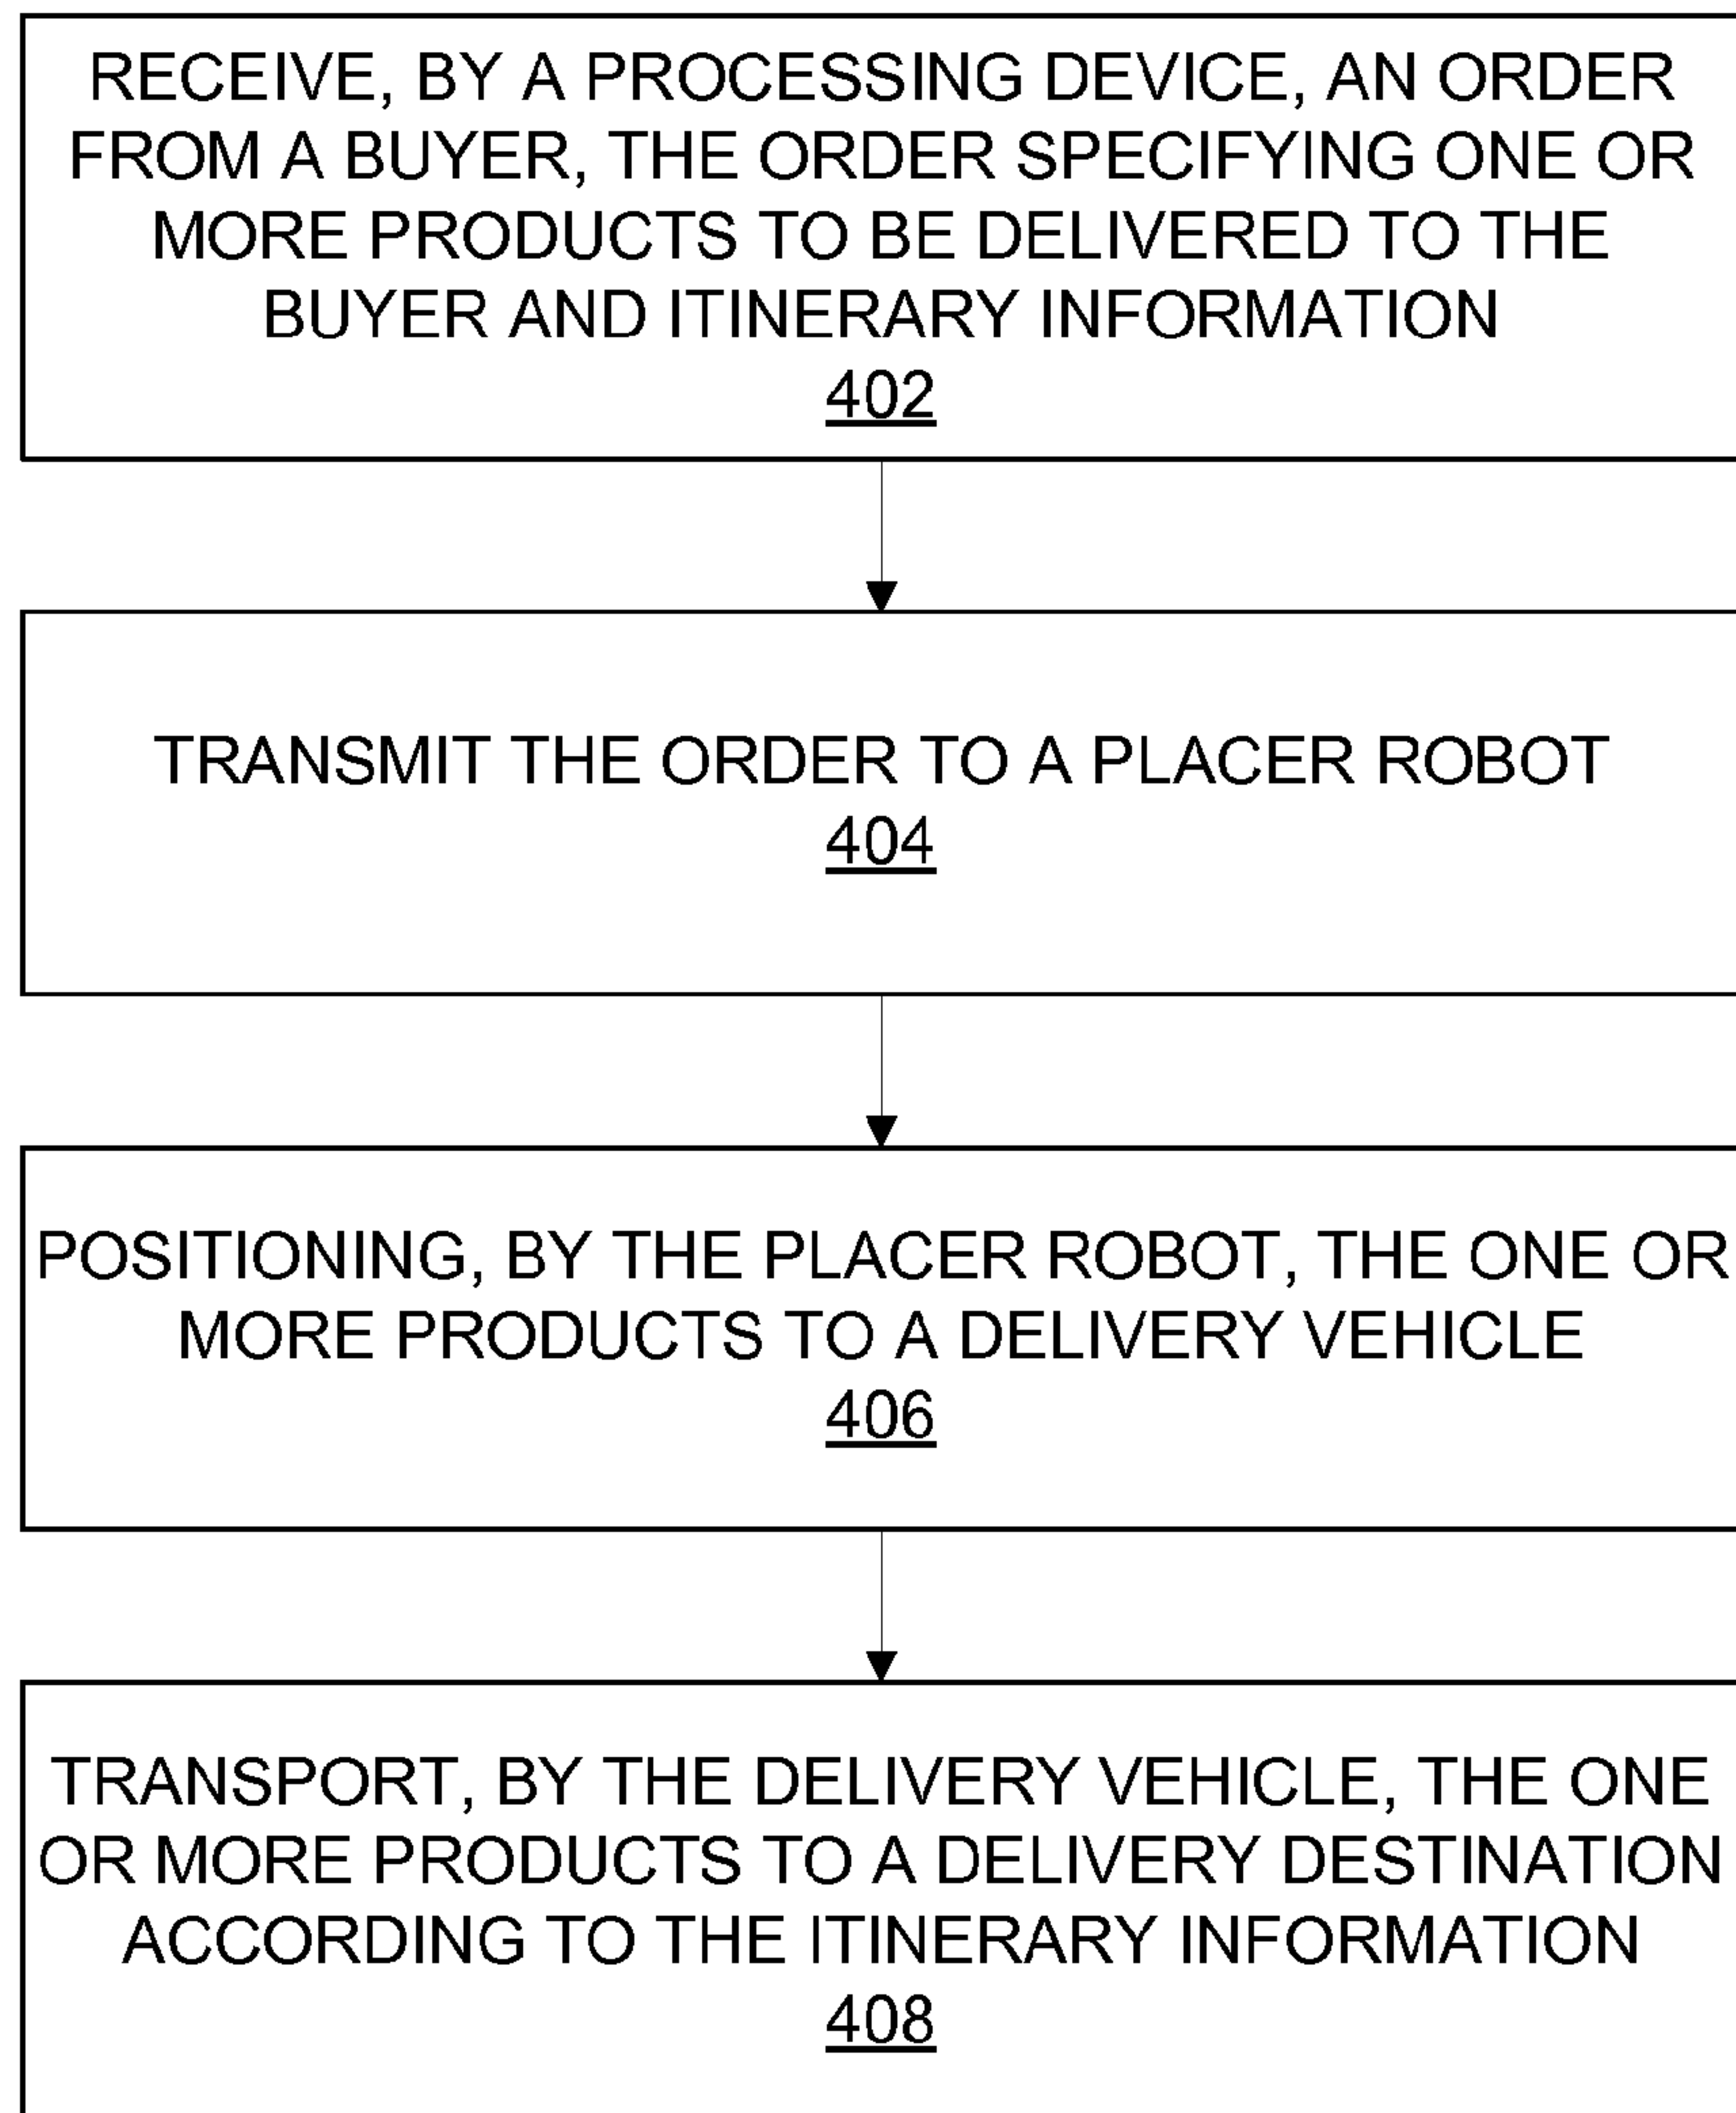 RECEIVE, BY A PROCESSING DEVICE, AN ORDER
FROM A BUYER, THE ORDER SPECIFYING ONE OR
MORE PRODUCTS TO BE DELIVERED TO THE
BUYER AND ITINERARY INFORMATION
402
TRANSMIT THE ORDER TO A PLACER ROBOT
404
POSITIONING, BY THE PLACER ROBOT, THE ONE OR
MORE PRODUCTS TO A DELIVERY VEHICLE
406
TRANSPORT, BY THE DELIVERY VEHICLE, THE ONE
OR MORE PRODUCTS TO A DELIVERY DESTINATION
ACCORDING TO THE ITINERARY INFORMATION
408